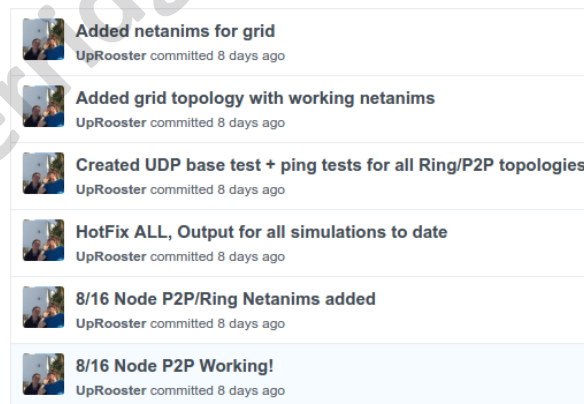 Added netanims for grid
UpRooster committed 8 days ago
Added grid topology with working netanims
UpRooster committed 8 days ago
Created UDP base test + ping tests for all Ring/P2P topologies
UpRooster committed 8 days ago
HotFix ALL, Output for all simulations to date
UpRooster committed 8 days ago
8/16 Node P2P/Ring Netanims added
UpRooster committed 8 days ago
8/16 Node P2P Working!
UpRooster committed 8 days ago